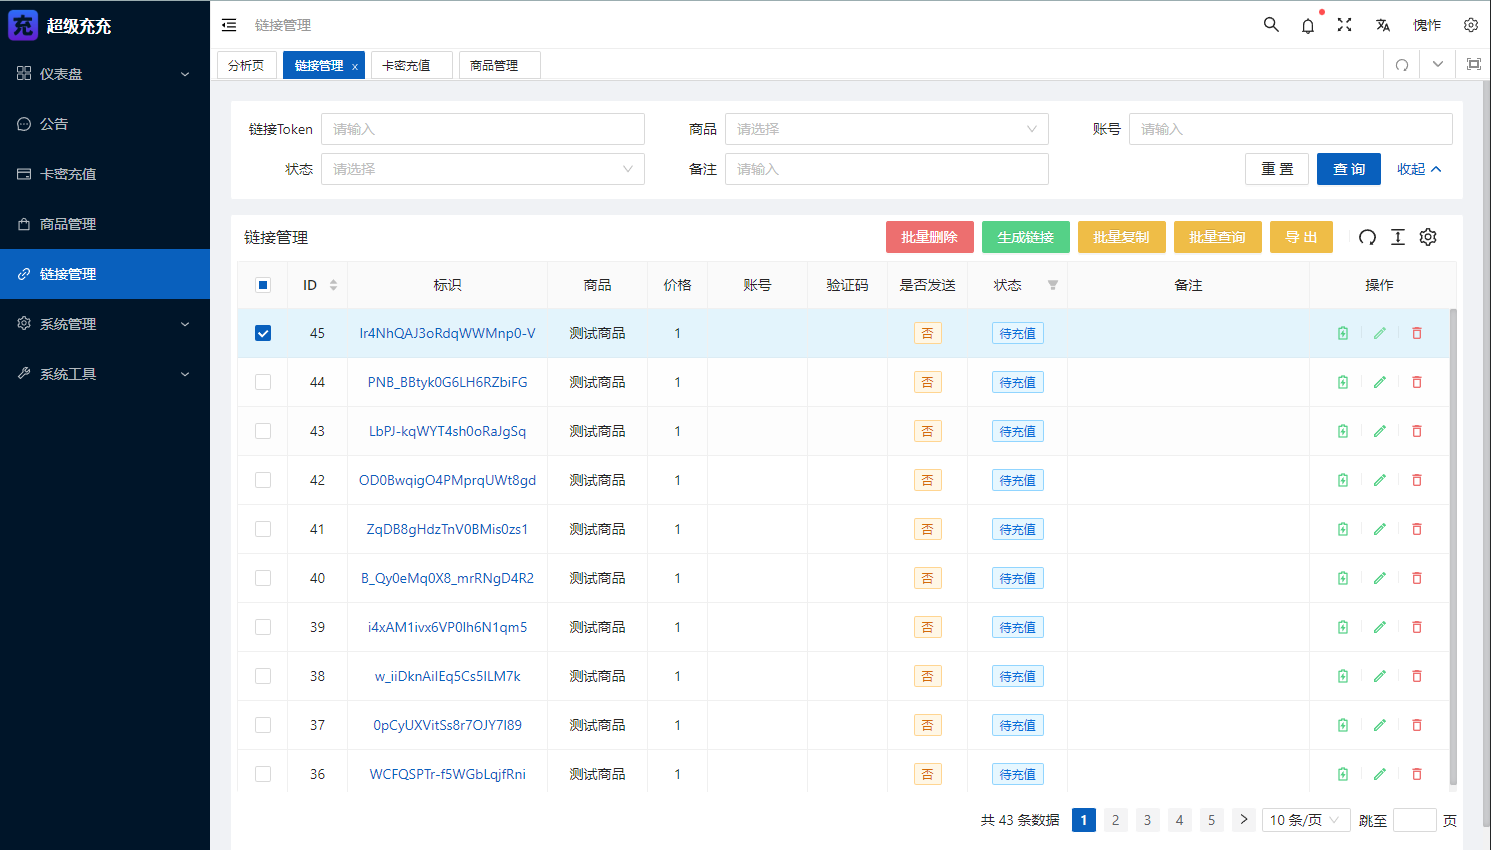 充 超级充充
仪表盘
公告
卡密充值
商品管理
链接管理
系统管理
系统工具
链接管理
愧怍
分析页 链接管理 x 卡密充值 商品管理
链接Token 请输入 商品 请选择 账号 请输入
状态 请选择 备注 请输入 重 置 查 询 收起
链接管理 批量删除 生成链接 批量复制 批量查询 导 出
ID 标识 商品 价格 账号 验证码 是否发送 状态 备注 操作
45 Ir4NhQAJ3oRdqWWMnp0-V 测试商品 1 否 待充值
44 PNB_BBtyk0G6LH6RZbiFG 测试商品 1 否 待充值
43 LbPJ-kqWYT4sh0oRaJgSq 测试商品 1 否 待充值
42 OD0BwqigO4PMprqUWt8gd 测试商品 1 否 待充值
41 ZqDB8gHdzTnV0BMis0zs1 测试商品 1 否 待充值
40 B_Qy0eMq0X8_mrRNgD4R2 测试商品 1 否 待充值
39 i4xAM1ivx6VP0Ih6N1qm5 测试商品 1 否 待充值
38 w_iiDknAiIEq5Cs5ILM7k 测试商品 1 否 待充值
37 0pCyUXVitSs8r7OJY7I89 测试商品 1 否 待充值
36 WCFQSPTr-f5WGbLqjfRni 测试商品 1 否 待充值
共 43 条数据 1 2 3 4 5 10 条/页 跳至 页